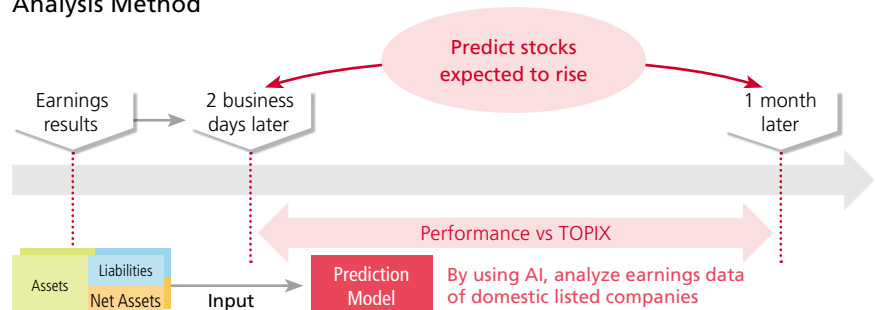 Analysis Method
Predict stocks
expected to rise
Earnings
results
2 business
days later
1 month
later
Performance vs TOPIX
Assets
Liabilities
Net Assets
Input
Prediction
Model
By using AI, analyze earnings data
of domestic listed companies